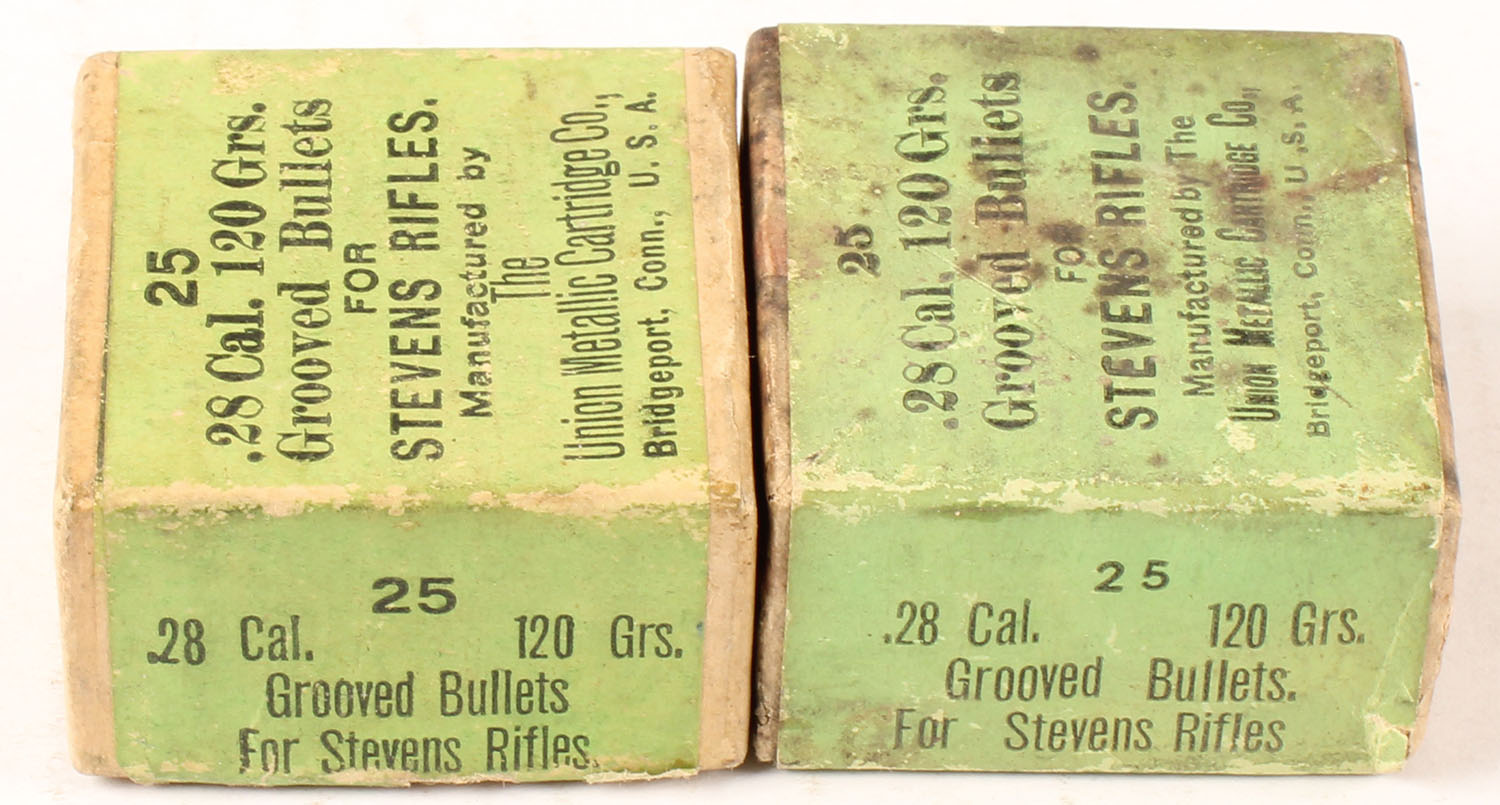 25
.28 Cal. 120 Grs.
Grooved Bullets
FOR
STEVENS RIFLES.
Manufactured by
The
Union Metallic Cartridge Co.,
Bridgeport, Conn., U. S. A.
25
.28 Cal. 120 Grs.
Grooved Bullets
For Stevens Rifles.
25
.28 Cal. 120 Grs.
Grooved Bullets
FO
STEVENS RIFLES.
Manufactured by The
UNION METALLIC CARTRIDGE CO.,
Bridgeport, Conn., U. S. A.
25
.28 Cal. 120 Grs.
Grooved Bullets.
For Stevens Rifles